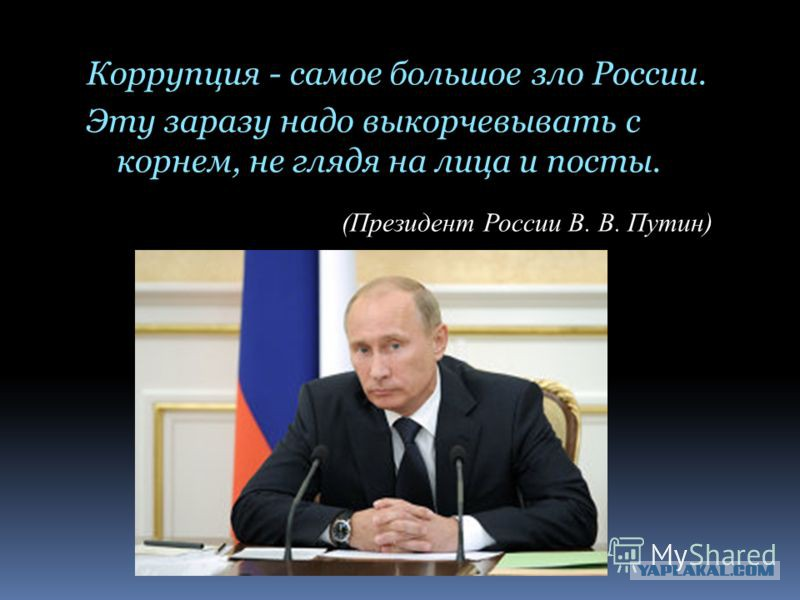 Коррупция - самое большое зло России.
Эту заразу надо выкорчевывать с
корнем, не глядя на лица и посты.
(Президент России В. В. Путин)
MyShared
YAPLAKAL.COM